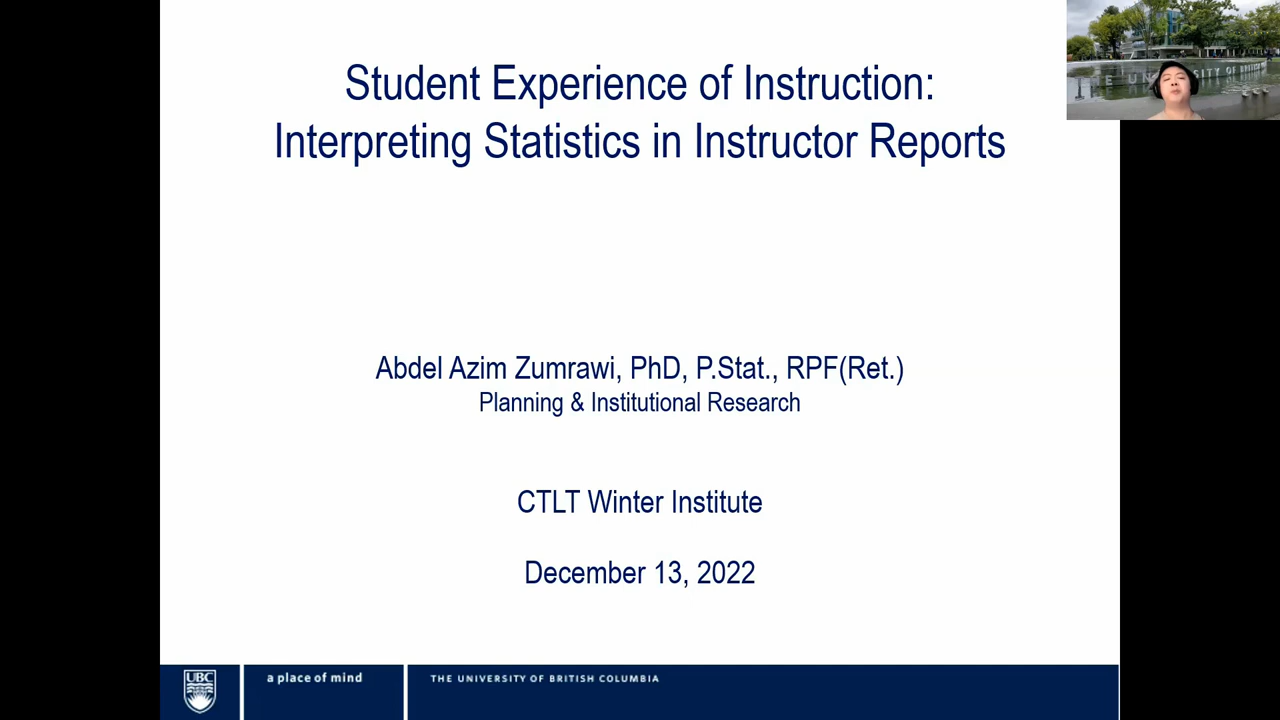 Student Experience of Instruction:
Interpreting Statistics in Instructor Reports
Abdel Azim Zumrawi, PhD, P.Stat., RPF(Ret.)
Planning & Institutional Research
CTLT Winter Institute
December 13, 2022
UBC
a place of mind
THE UNIVERSITY OF BRITISH COLUMBIA